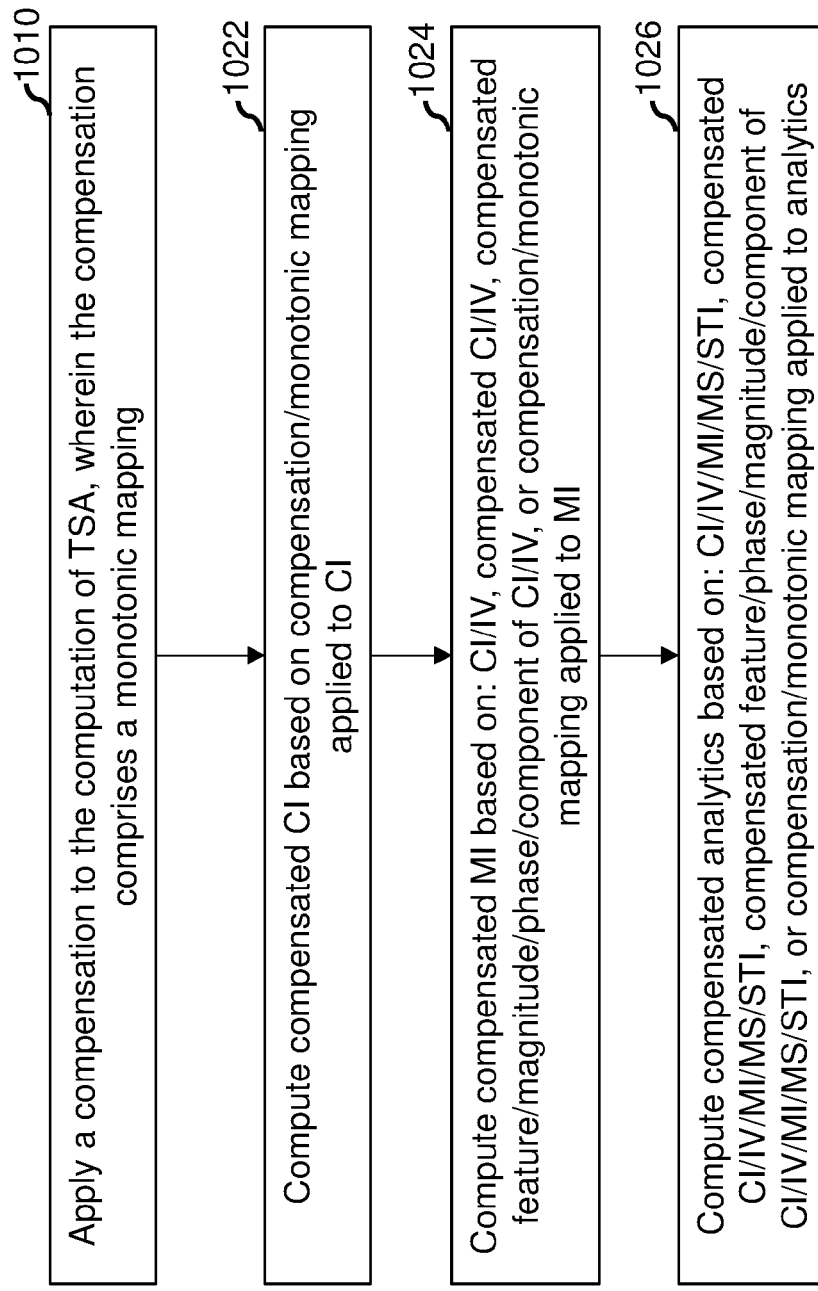 1010
Apply a compensation to the computation of TSA, wherein the compensation
comprises a monotonic mapping
1022
Compute compensated CI based on compensation/monotonic mapping
applied to CI
1024
Compute compensated MI based on: CI/IV, compensated CI/IV, compensated
feature/magnitude/phase/component of CI/IV, or compensation/monotonic
mapping applied to MI
1026
Compute compensated analytics based on: CI/IV/MI/MS/STI, compensated
CI/IV/MI/MS/STI, compensated feature/phase/magnitude/component of
CI/IV/MI/MS/STI, or compensation/monotonic mapping applied to analytics